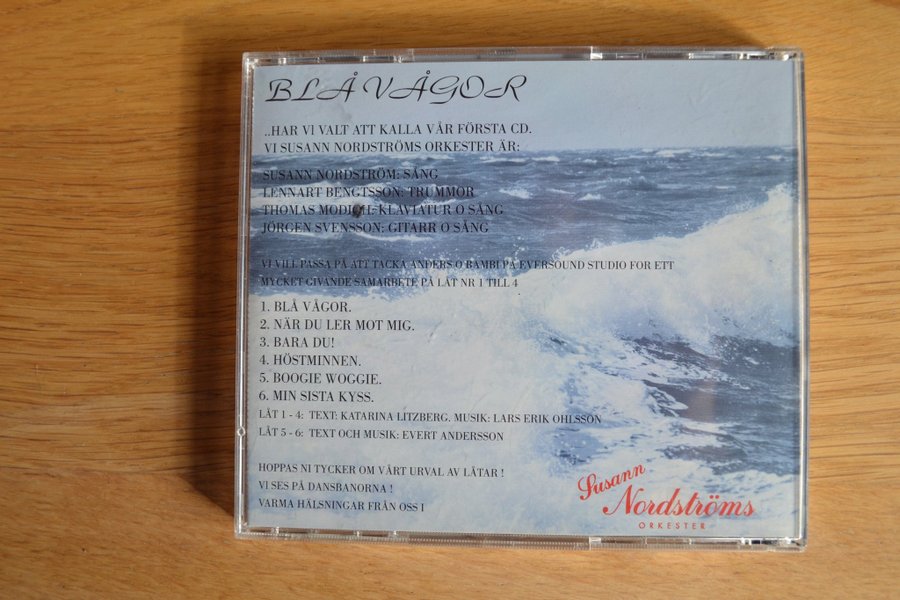 BLÅ VÅGOR
..HAR VI VALT ATT KALLA VÅR FÖRSTA CD.
VI SUSANN NORDSTRÖMS ORKESTER ÄR:
SUSANN NORDSTRÖM: SÅNG
LENNART BENGTSSON: TRUMMOR
THOMAS MODIGH: KLAVIATUR O SÅNG
JÖRGEN SVENSSON: GITARR O SÅNG
VI VILL PASSA PÅ ATT TACKA ANDERS O BAMBI PÅ EVERSOUND STUDIO FÖR ETT
MYCKET GIVANDE SAMARBETE PÅ LÅT NR 1 TILL 4
1. BLÅ VÅGOR.
2. NÄR DU LER MOT MIG.
3. BARA DU!
4. HÖSTMINNEN.
5. BOOGIE WOGGIE.
6. MIN SISTA KYSS.
LÅT 1 - 4: TEXT: KATARINA LITZBERG. MUSIK: LARS ERIK OHLSSON
LÅT 5 - 6: TEXT OCH MUSIK: EVERT ANDERSSON
HOPPAS NI TYCKER OM VÅRT URVAL AV LÅTAR !
VI SES PÅ DANSBANORNA !
VARMA HÄLSNINGAR FRÅN OSS I
Susann
Nordströms
ORKESTER